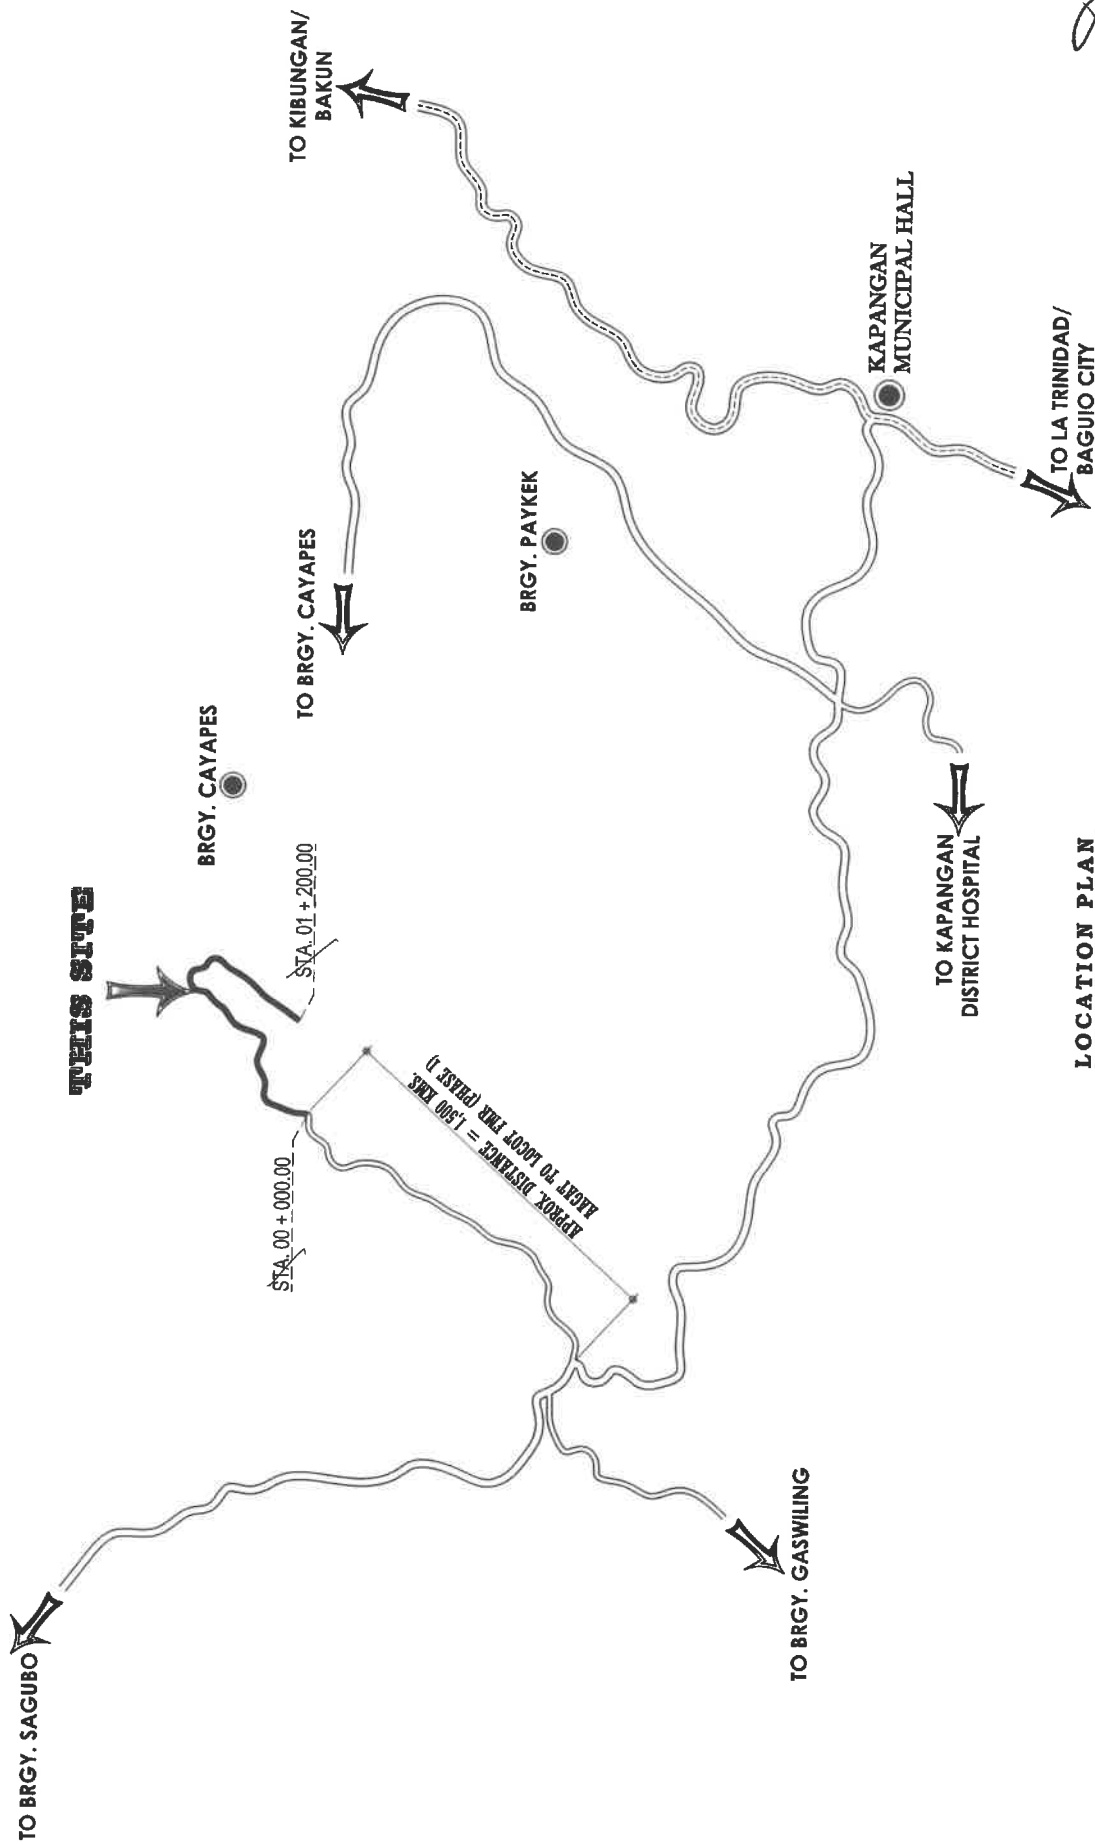 TO BRGY. SAGUBO
THIS SITE
BRGY. CAYAPES
STA. 00 + 000.00
STA. 01 + 200.00
TO BRGY. CAYAPES
TO KIBUNGAN/
BAKUN
APPROX. DISTANCE = 1,500 KMS.
AACAT TO LOCOT FMR (PHASE I)
BRGY. PAYKEK
TO BRGY. GASWILING
KAPANGAN
MUNICIPAL HALL
TO KAPANGAN
DISTRICT HOSPITAL
TO LA TRINIDAD/
BAGUIO CITY
LOCATION PLAN